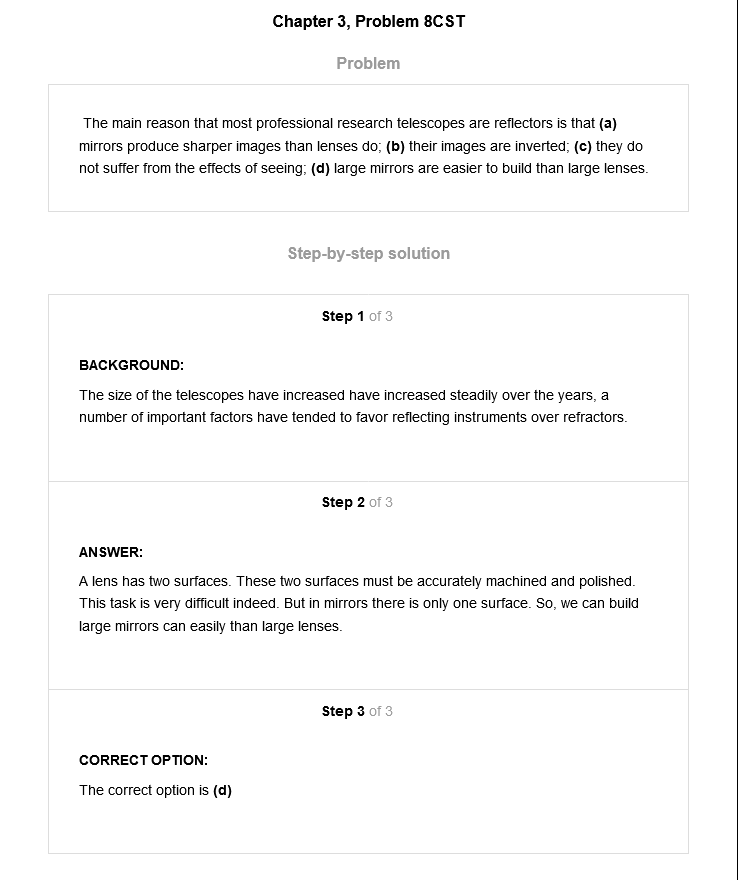 Chapter 3, Problem 8CST
Problem
The main reason that most professional research telescopes are reflectors is that (a)
mirrors produce sharper images than lenses do; (b) their images are inverted; (c) they do
not suffer from the effects of seeing; (d) large mirrors are easier to build than large lenses.
Step-by-step solution
Step 1 of 3
BACKGROUND:
The size of the telescopes have increased have increased steadily over the years, a
number of important factors have tended to favor reflecting instruments over refractors.
Step 2 of 3
ANSWER:
A lens has two surfaces. These two surfaces must be accurately machined and polished.
This task is very difficult indeed. But in mirrors there is only one surface. So, we can build
large mirrors can easily than large lenses.
Step 3 of 3
CORRECT OPTION:
The correct option is (d)